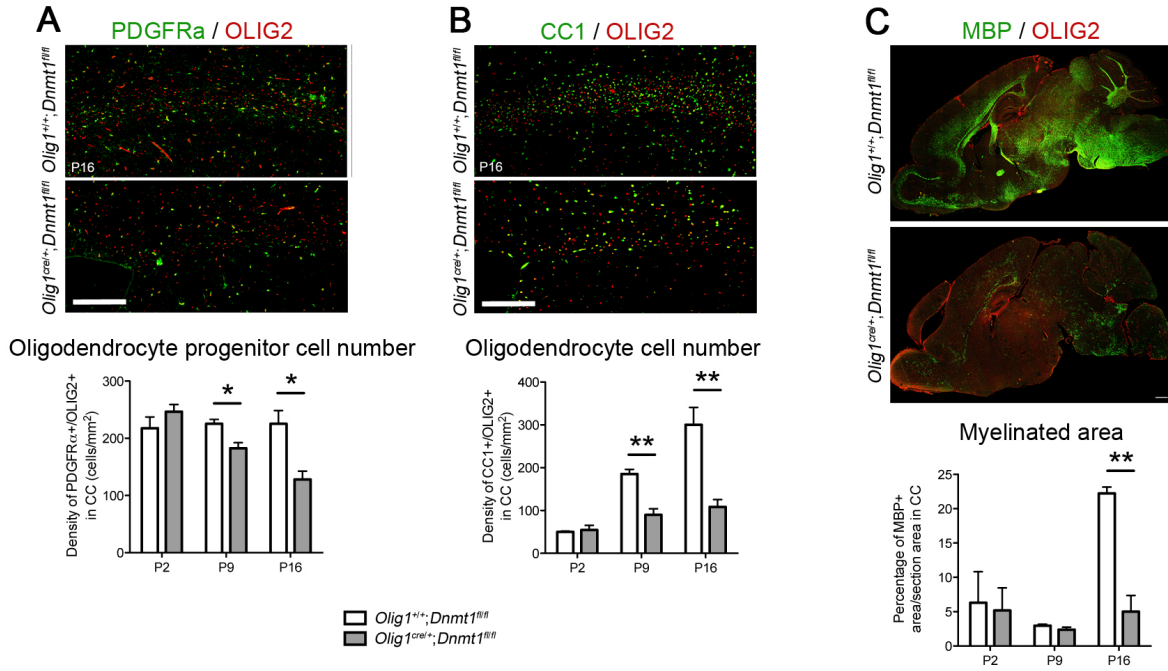 A
PDGFRa / OLIG2
Olig1+/+;Dnmt1fl/fl
P16
Olig1cre/+;Dnmt1fl/fl
Oligodendrocyte progenitor cell number
Density of PDGFRα+/OLIG2+
in CC (cells/mm2)
300
200
100
0
*
*
P2 P9 P16
B
CC1 / OLIG2
Olig1+/+;Dnmt1fl/fl
P16
Olig1cre/+;Dnmt1fl/fl
Oligodendrocyte cell number
Density of CC1+/OLIG2+
in CC (cells/mm2)
400
300
200
100
0
**
**
P2 P9 P16
Olig1+/+;Dnmt1fl/fl
Olig1cre/+;Dnmt1fl/fl
C
MBP / OLIG2
Olig1+/+;Dnmt1fl/fl
Olig1cre/+;Dnmt1fl/fl
Myelinated area
Percentage of MBP+
area/section area in CC
25
20
15
10
5
0
**
P2 P9 P16